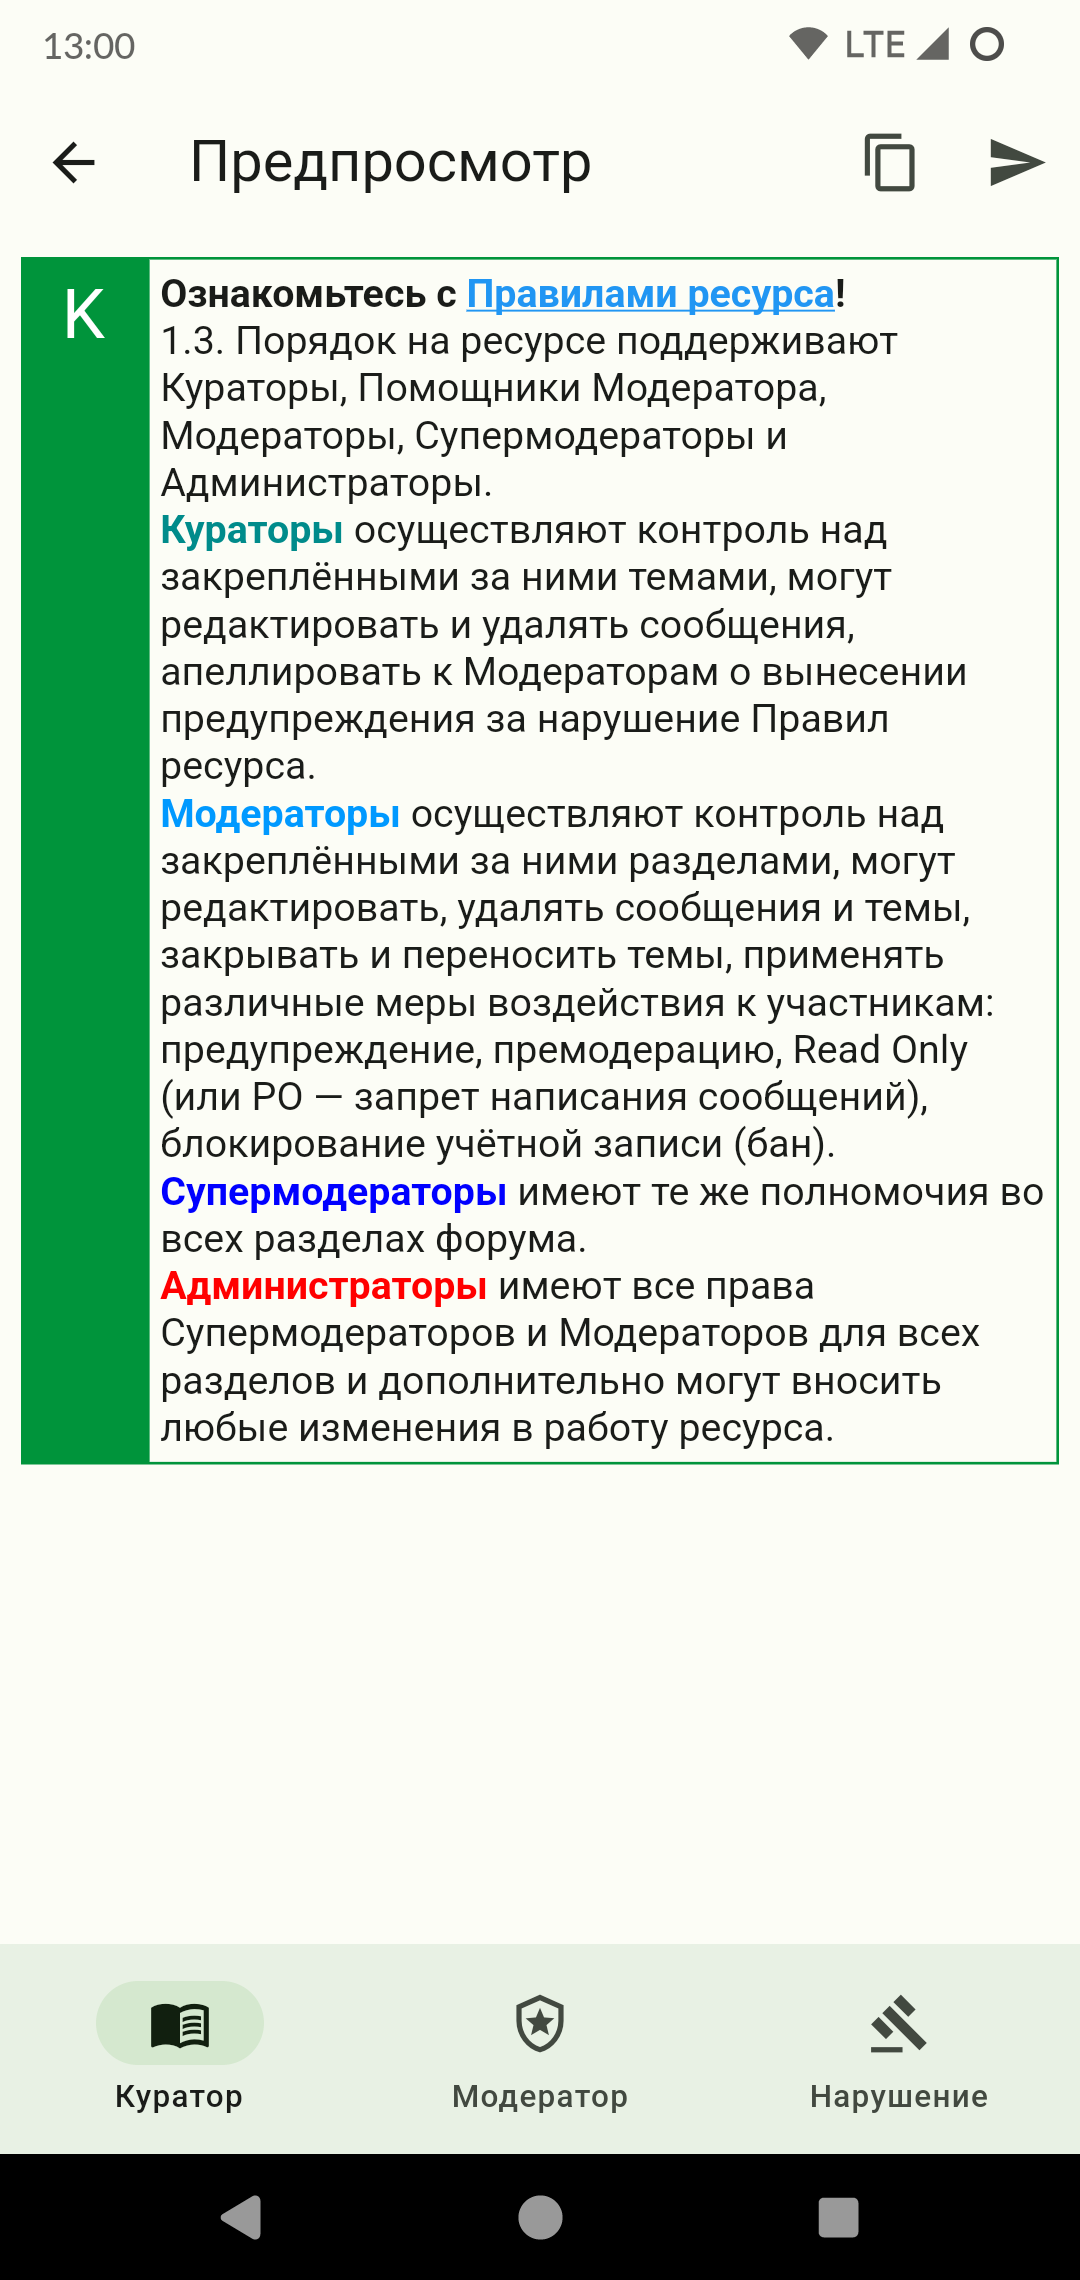 13:00
LTE
Предпросмотр
K
Ознакомьтесь с Правилами ресурса!
1.3. Порядок на ресурсе поддерживают
Кураторы, Помощники Модератора,
Модераторы, Супермодераторы и
Администраторы.
Кураторы осуществляют контроль над
закреплёнными за ними темами, могут
редактировать и удалять сообщения,
апеллировать к Модераторам о вынесении
предупреждения за нарушение Правил
ресурса.
Модераторы осуществляют контроль над
закреплёнными за ними разделами, могут
редактировать, удалять сообщения и темы,
закрывать и переносить темы, применять
различные меры воздействия к участникам:
предупреждение, премодерацию, Read Only
(или РО — запрет написания сообщений),
блокирование учётной записи (бан).
Супермодераторы имеют те же полномочия во
всех разделах форума.
Администраторы имеют все права
Супермодераторов и Модераторов для всех
разделов и дополнительно могут вносить
любые изменения в работу ресурса.
Куратор
Модератор
Нарушение